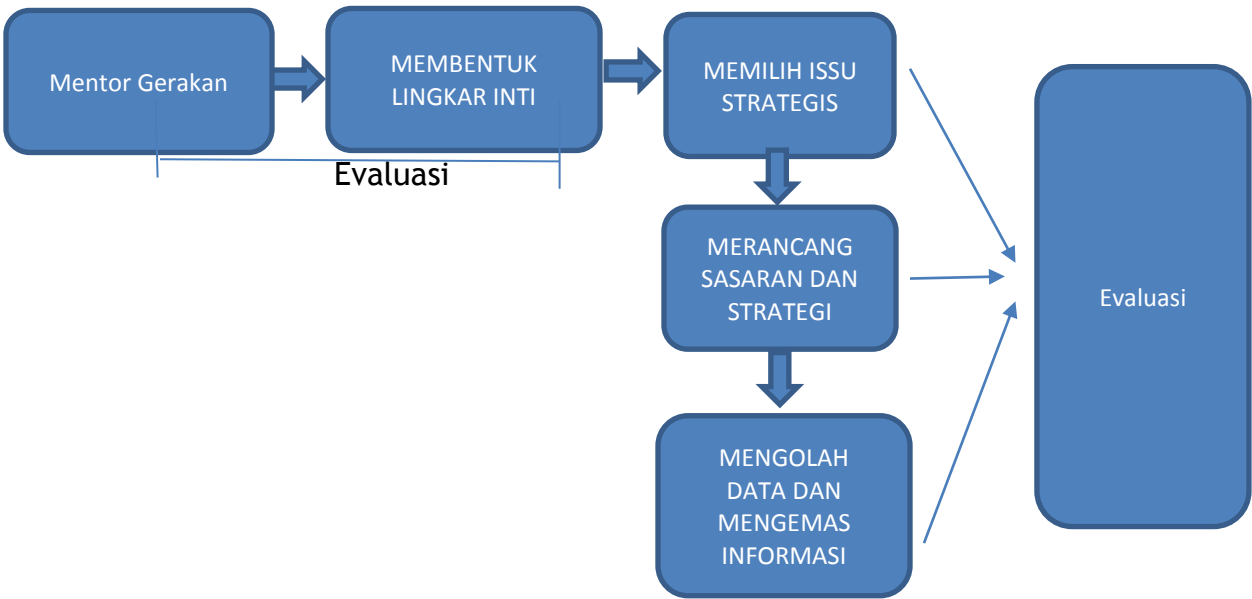 Mentor Gerakan
MEMBENTUK
LINGKAR INTI
Evaluasi
MEMILIH ISSU
STRATEGIS
MERANCANG
SASARAN DAN
STRATEGI
MENGOLAH
DATA DAN
MENGEMAS
INFORMASI
Evaluasi